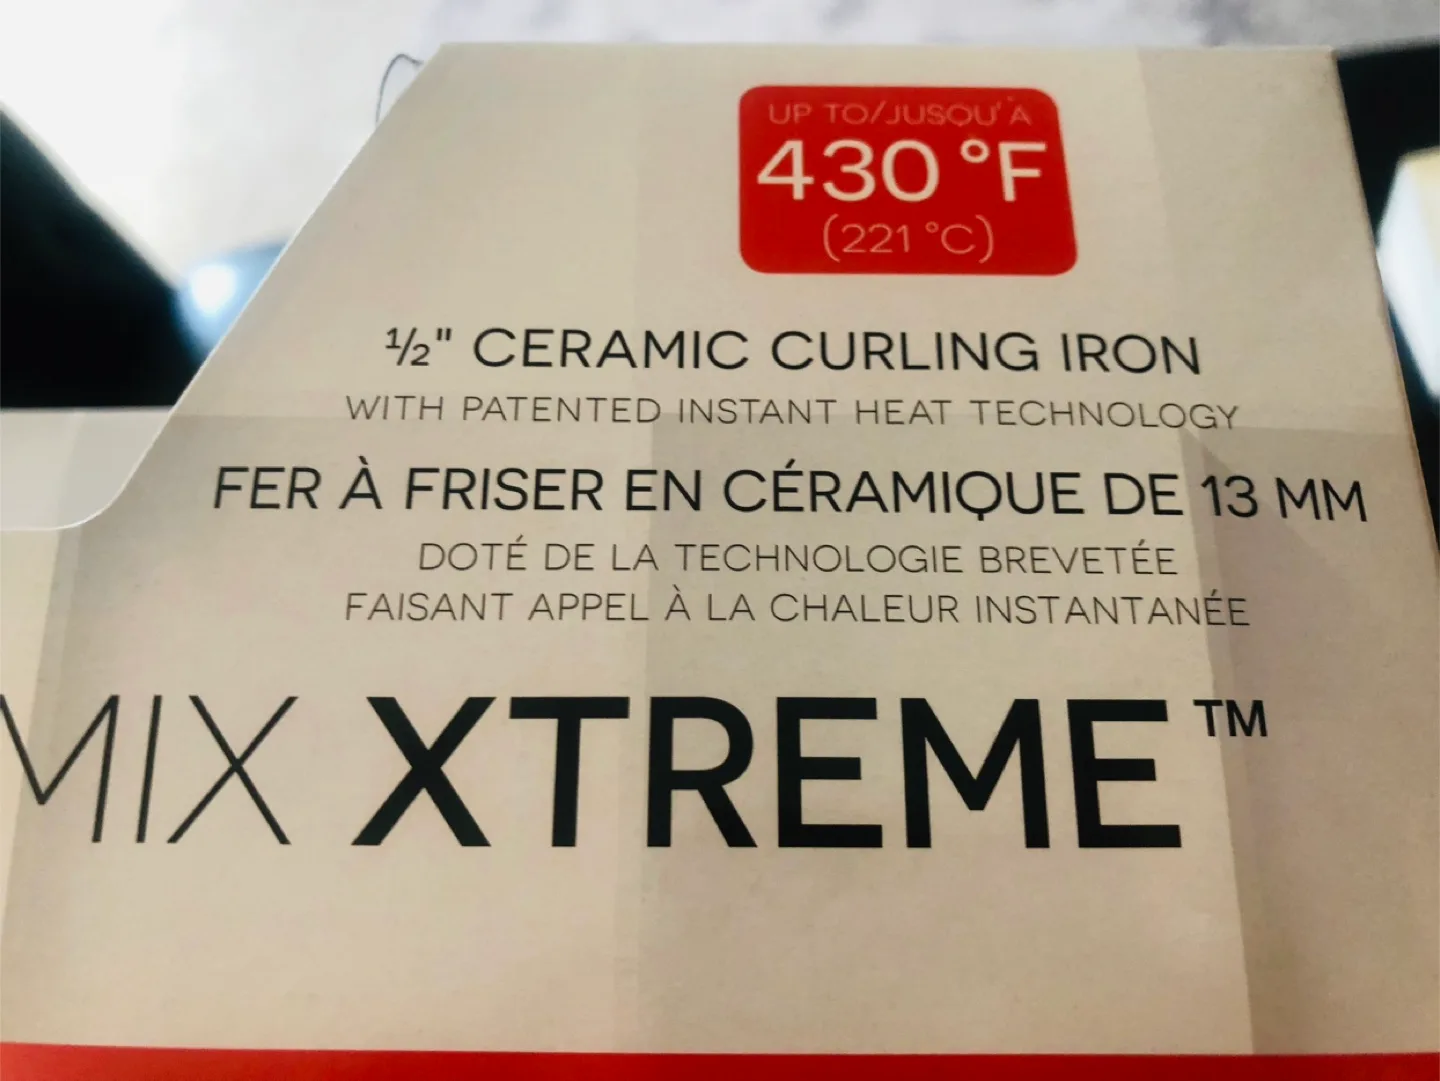 UP TO/JUSQU'À
430 °F
(221 °C)
½" CERAMIC CURLING IRON
WITH PATENTED INSTANT HEAT TECHNOLOGY
FER À FRISER EN CÉRAMIQUE DE 13 MM
DOTÉ DE LA TECHNOLOGIE BREVETÉE
FAISANT APPEL À LA CHALEUR INSTANTANÉE
MIX XTREME™